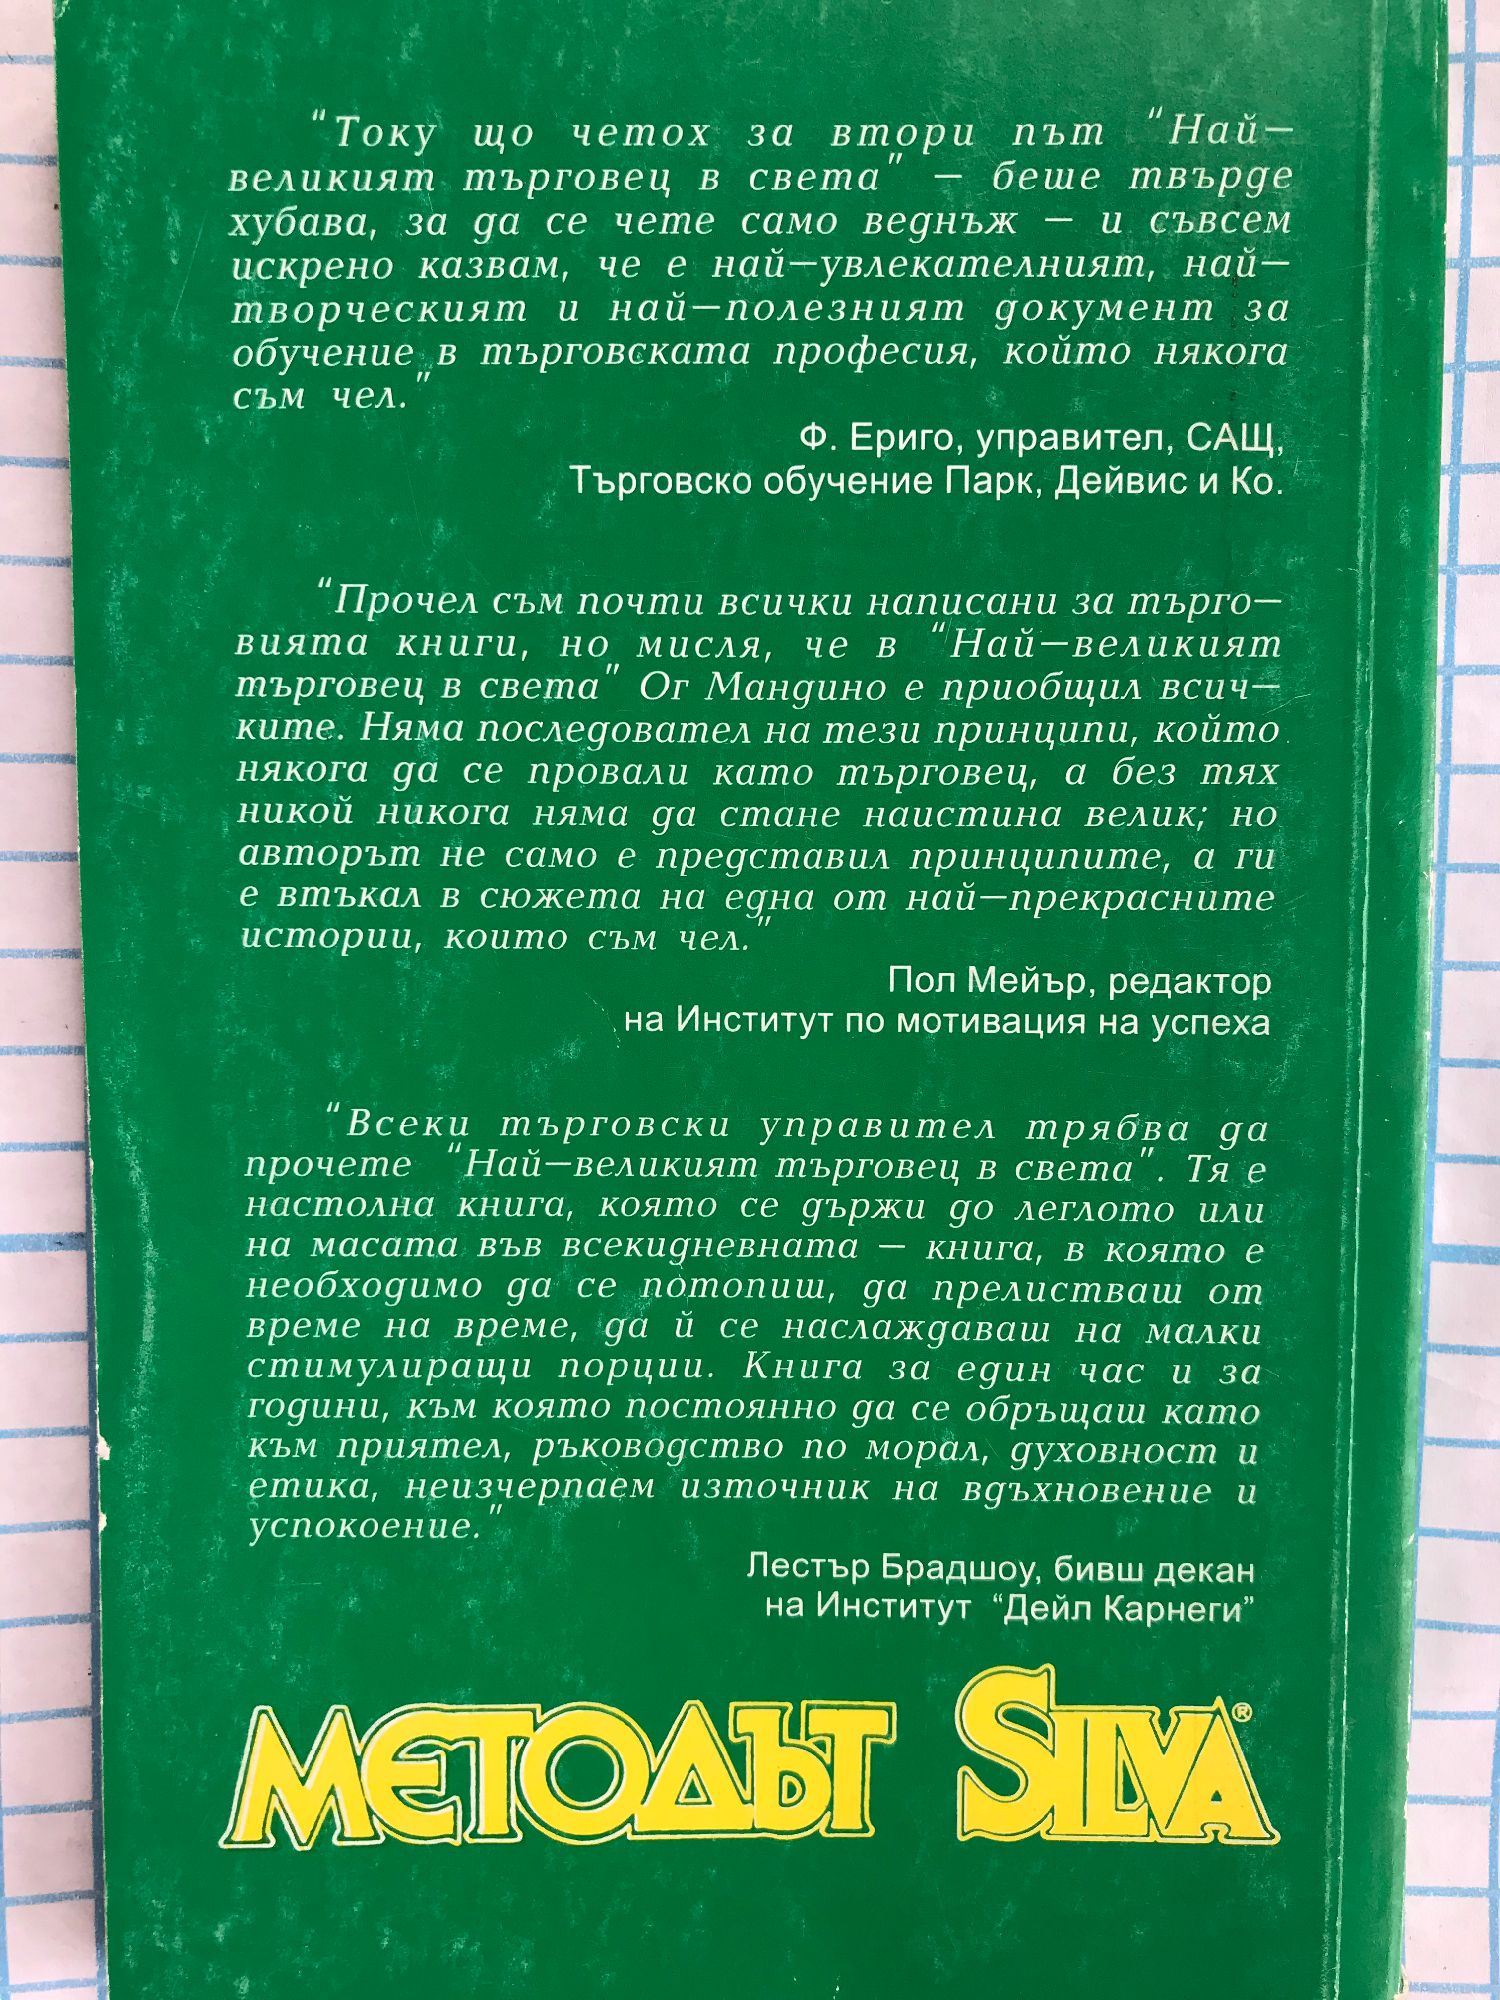 "Току що четох за втори път "Най-
великият търговец в света" - беше твърде
хубава, за да се чете само веднъж - и съвсем
искрено казвам, че е най-увлекателният, най-
творческият и най-полезният документ за
обучение в търговската професия, който някога
съм чел."
Ф. Ериго, управител, САЩ,
Търговско обучение Парк, Дейвис и Ко.
"Прочел съм почти всички написани за търго-
вията книги, но мисля, че в "Най-великият
търговец в света" Ог Мандино е приобщил всич-
ките. Няма последовател на тези принципи, който
някога да се провали като търговец, а без тях
никой никога няма да стане наистина велик; но
авторът не само е представил принципите, а ги
е втъкал в сюжета на една от най-прекрасните
истории, които съм чел."
Пол Мейър, редактор
на Институт по мотивация на успеха
"Всеки търговски управител трябва да
прочете "Най-великият търговец в света". Тя е
настолна книга, която се държи до леглото или
на масата във всекидневната - книга, в която е
необходимо да се потопиш, да прелистваш от
време на време, да й се наслаждаваш на малки
стимулиращи порции. Книга за един час и за
години, към която постоянно да се обръщаш като
към приятел, ръководство по морал, духовност и
етика, неизчерпаем източник на вдъхновение и
успокоение."
Лестър Брадшоу, бивш декан
на Институт "Дейл Карнеги"
МЕТОДЪТ SILVA®